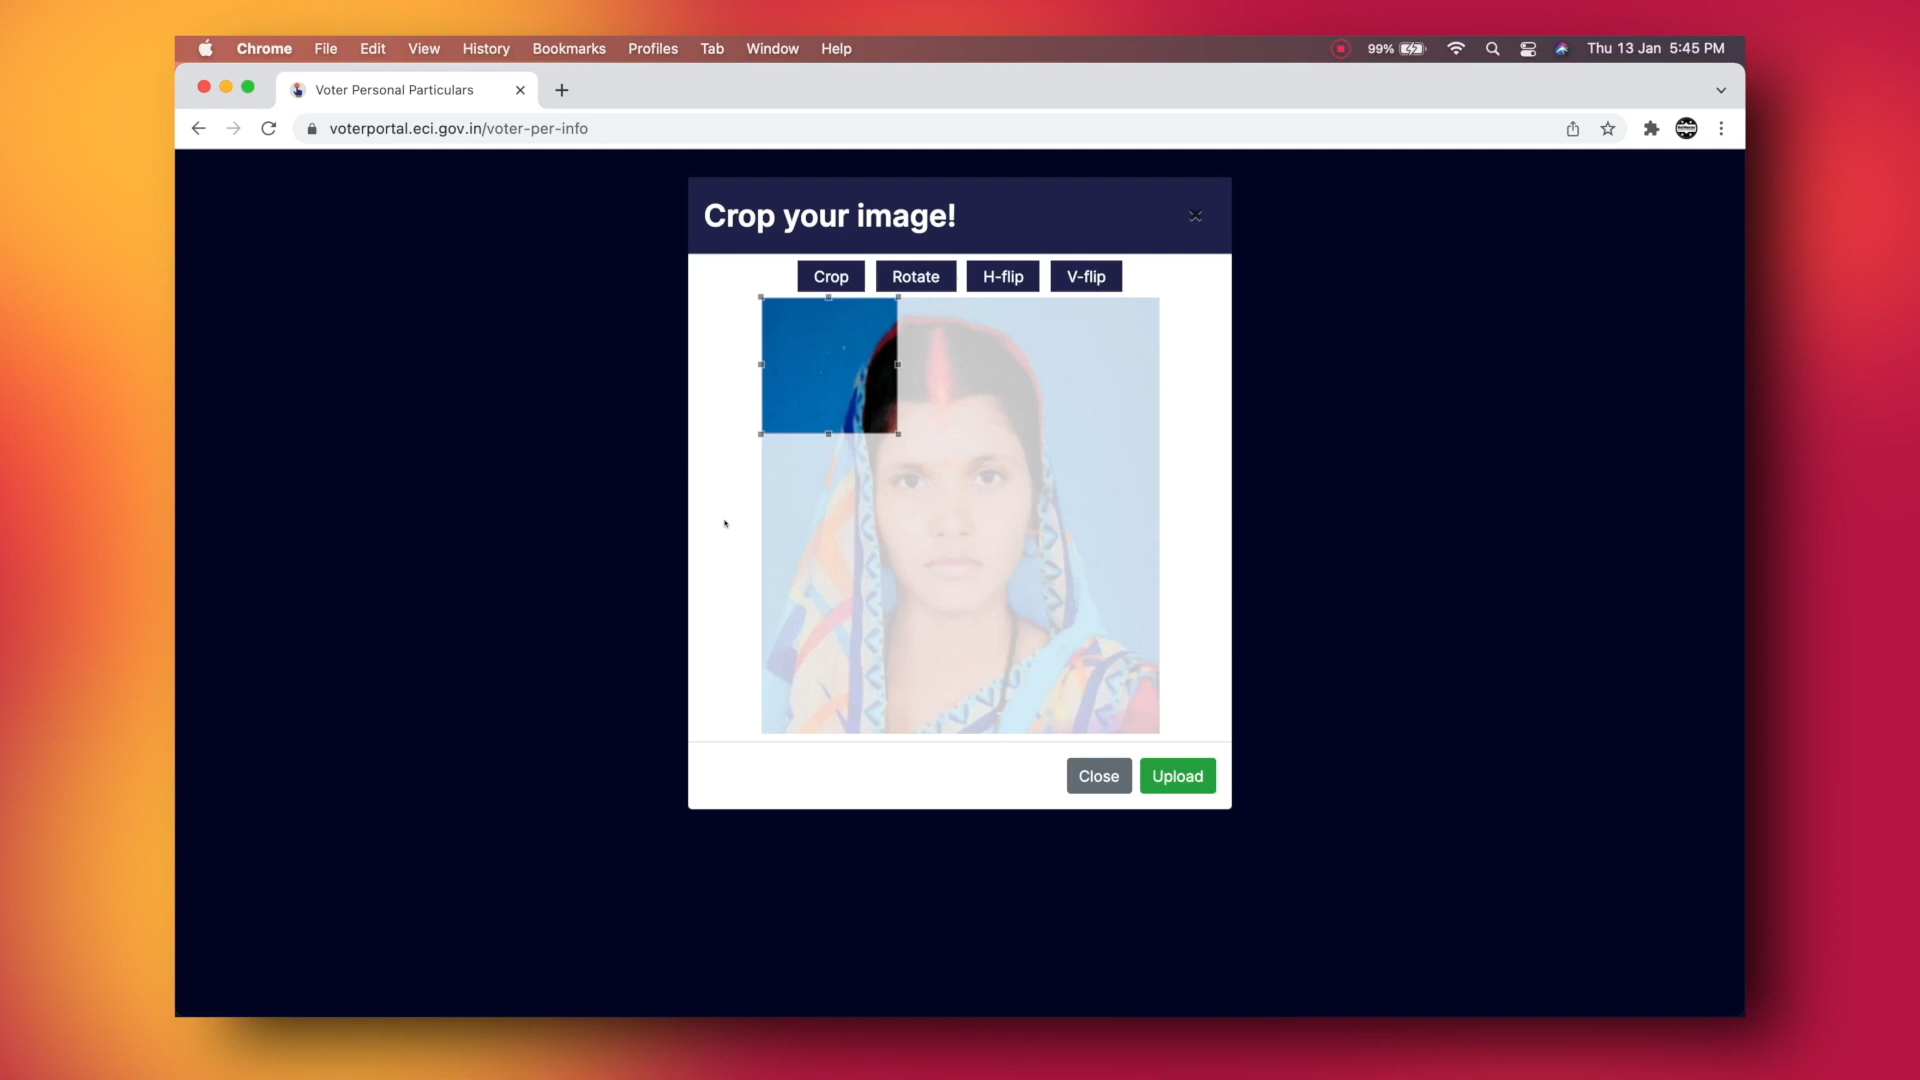 Chrome File Edit View History Bookmarks Profiles Tab Window Help 99% Thu 13 Jan 5:45 PM
Voter Personal Particulars
voterportal.eci.gov.in/voter-per-info
Crop your image!
Crop Rotate H-flip V-flip
Close Upload